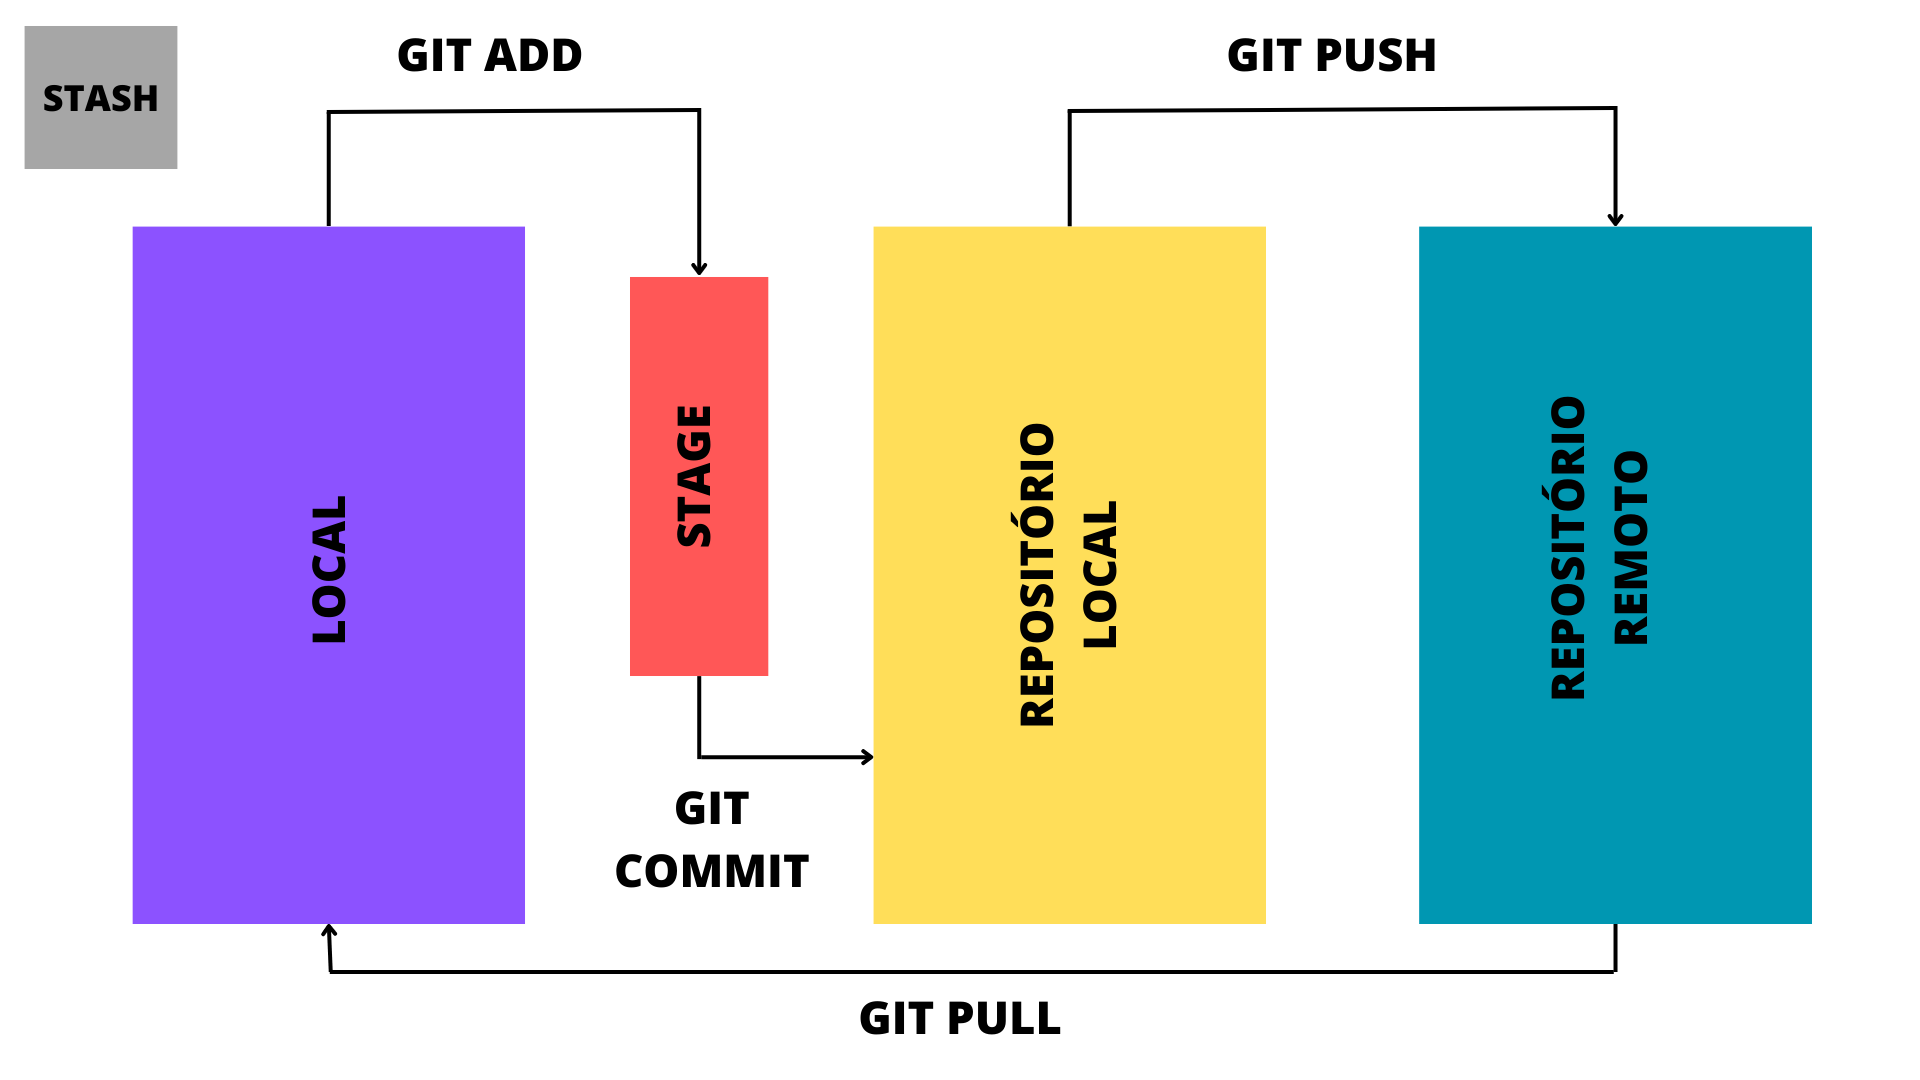 STASH
GIT ADD
GIT PUSH
LOCAL
STAGE
REPOSITÓRIO
LOCAL
REPOSITÓRIO
REMOTO
GIT
COMMIT
GIT PULL